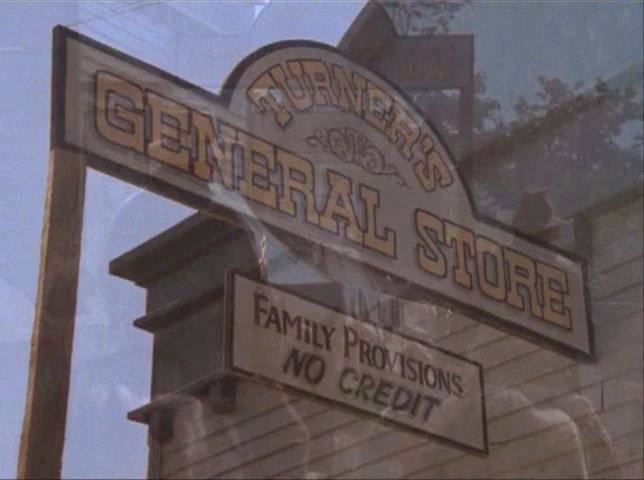 TURNER'S
GENERAL STORE
FAMILY PROVISIONS
NO CREDIT